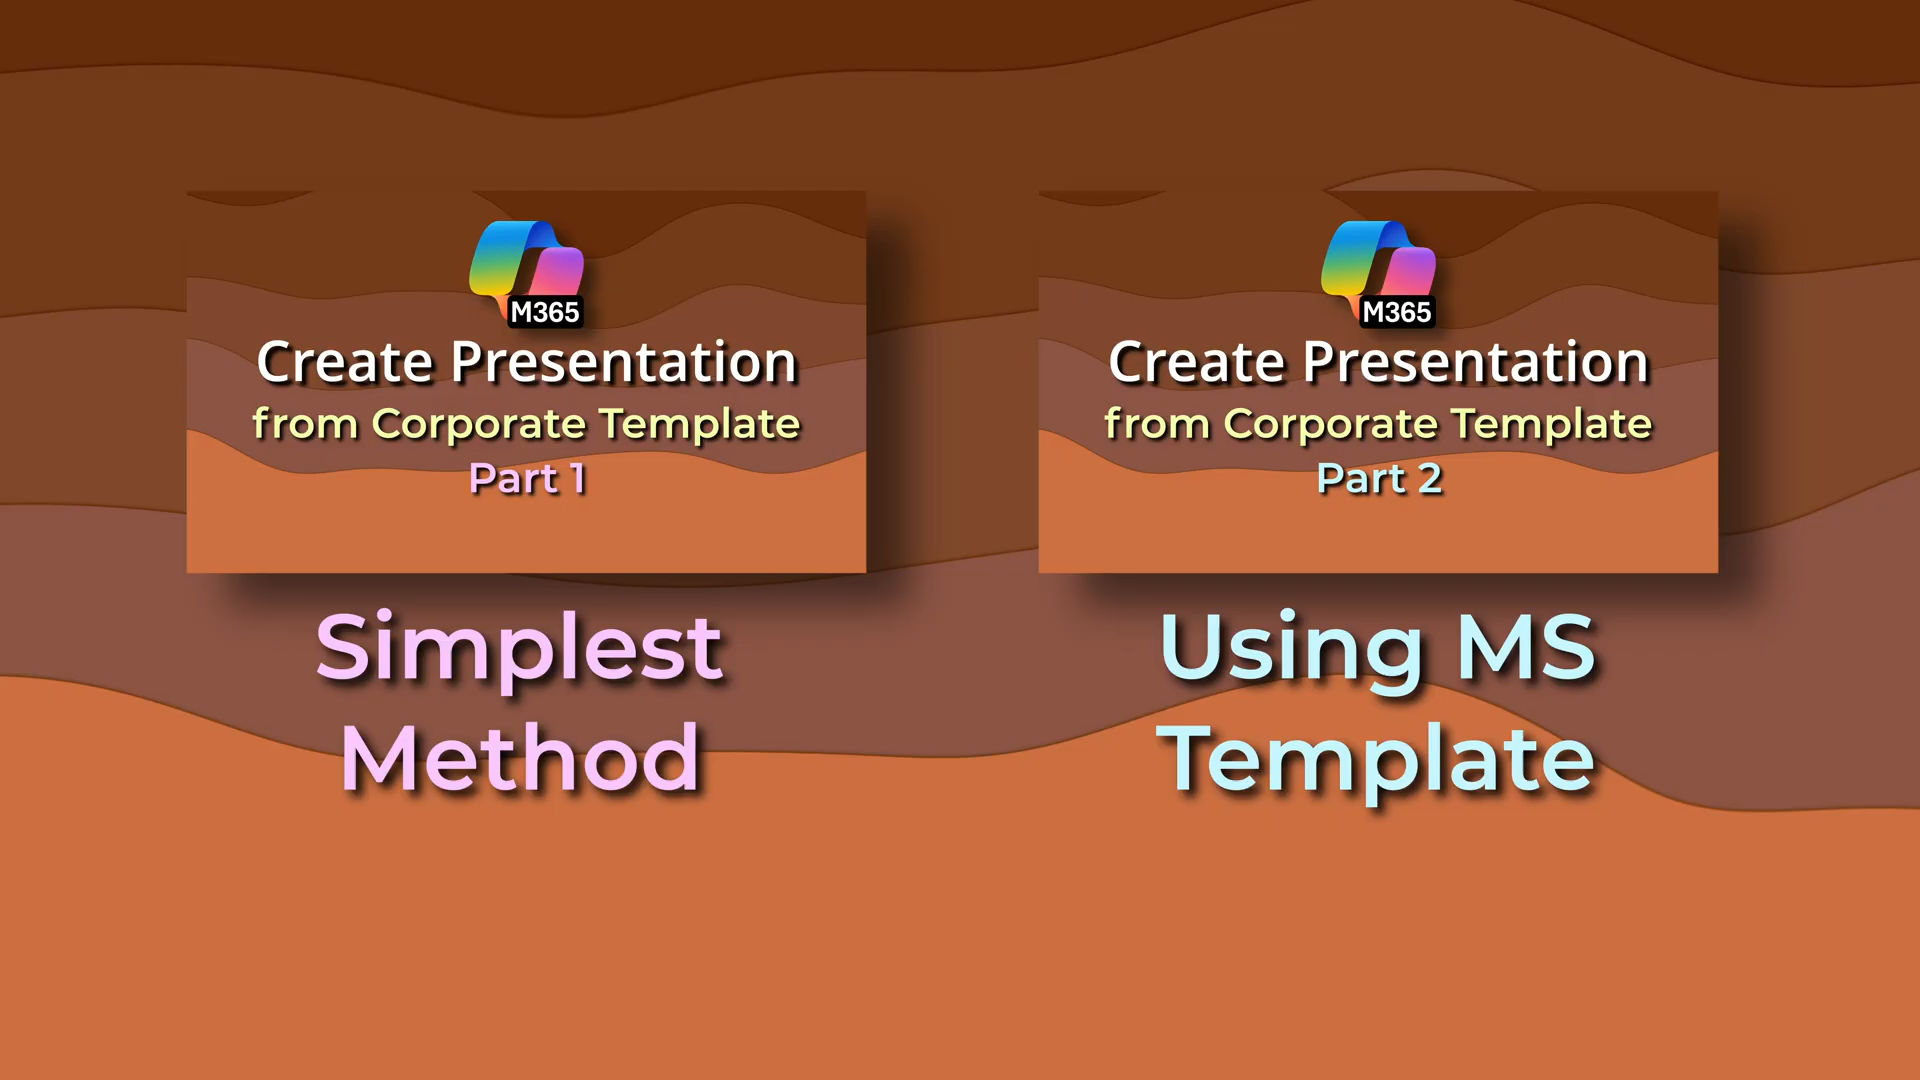 M365
Create Presentation
from Corporate Template
Part 1
Simplest
Method
M365
Create Presentation
from Corporate Template
Part 2
Using MS
Template